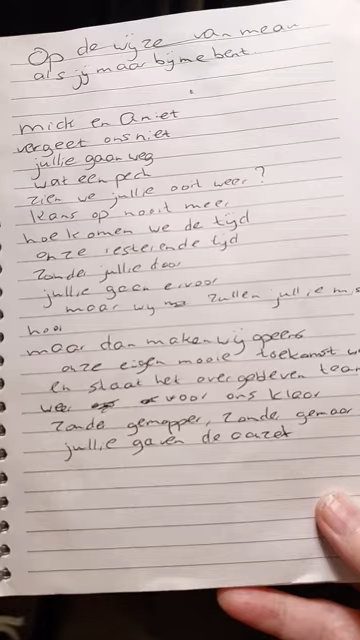 Op de wijze van mean
als jij maar bij me bent.
mick en Aniet
vergeet ons niet
jullie gaan weg
wat een pech
zien we jullie ooit weer?
kans op nooit meer
hoe komen we de tijd
onze resterende tijd
zonder jullie door
jullie gaan ervoor
maar wij zullen jullie
hoor
maar dan maken wij opeens
onze eigen mooie toekomst
en staat het overgebleven team
weer voor ons klaar
zonder gemopper, zonder gemaar
jullie gaven de aanzet